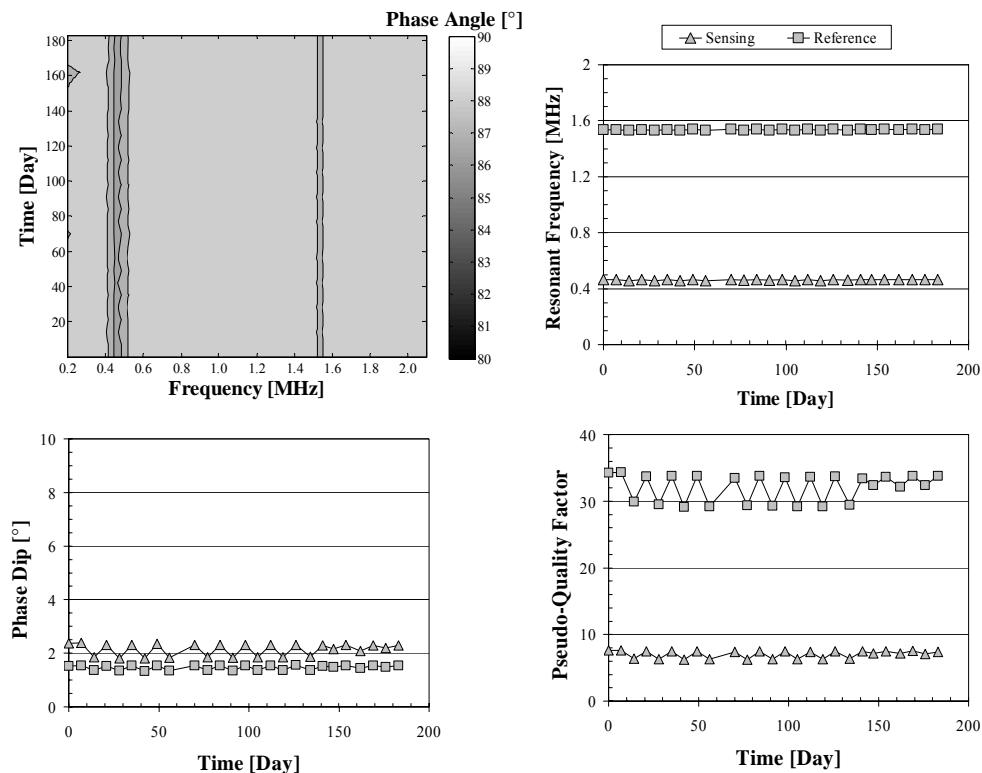 Phase Angle [°]
180
160
140
120
100
80
60
40
20
Time [Day]
0.2 0.4 0.6 0.8 1.0 1.2 1.4 1.6 1.8 2.0
Frequency [MHz]
90
89
88
87
86
85
84
83
82
81
80
Sensing Reference
2
1.6
1.2
0.8
0.4
0
Resonant Frequency [MHz]
0 50 100 150 200
Time [Day]
10
8
6
4
2
0
Phase Dip [°]
0 50 100 150 200
Time [Day]
40
30
20
10
0
Pseudo-Quality Factor
0 50 100 150 200
Time [Day]